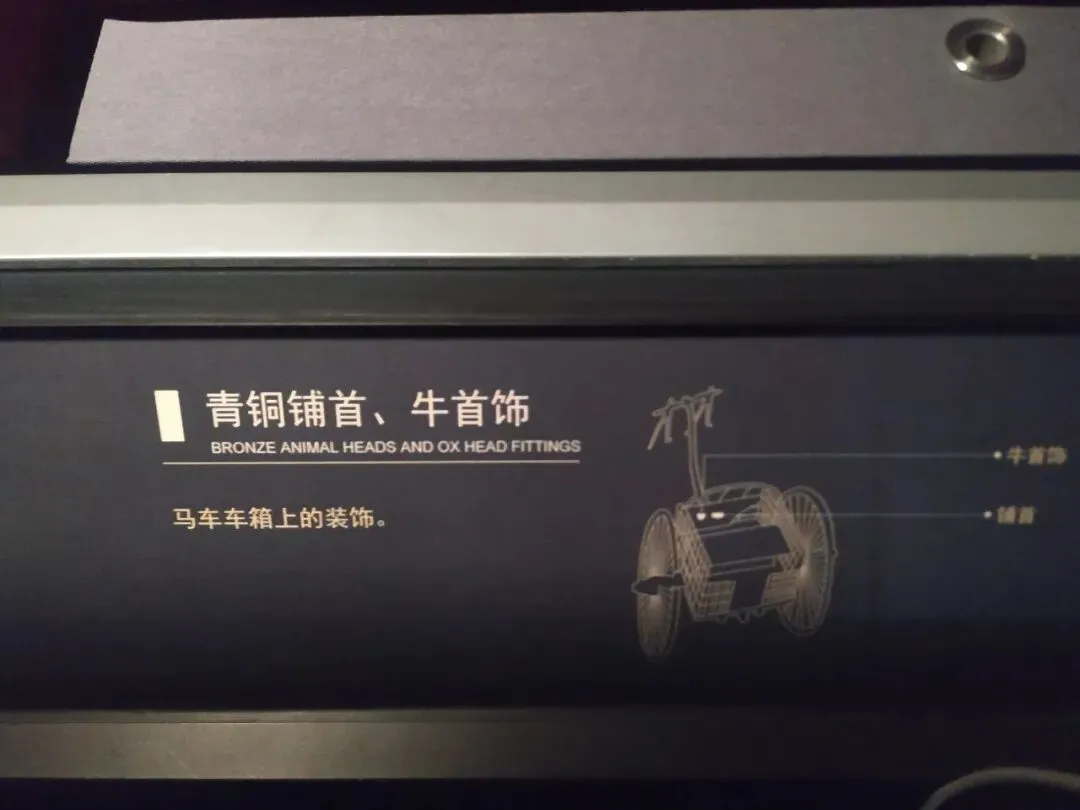 青铜铺首、牛首饰
BRONZE ANIMAL HEADS AND OX HEAD FITTINGS
马车车箱上的装饰。
牛首饰
铺首